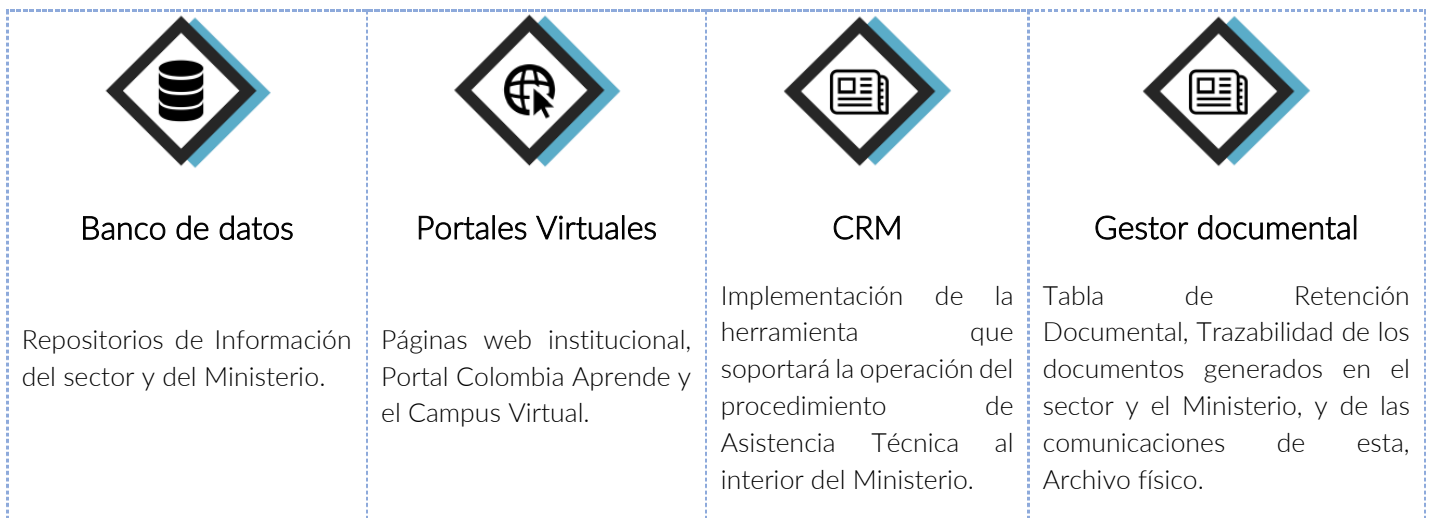 Banco de datos
Repositorios de Información
del sector y del Ministerio.
Portales Virtuales
Páginas web institucional,
Portal Colombia Aprende y
el Campus Virtual.
CRM
Implementación de la
herramienta que
soportará la operación del
procedimiento de
Asistencia Técnica al
interior del Ministerio.
Gestor documental
Tabla de Retención
Documental, Trazabilidad de los
documentos generados en el
sector y el Ministerio, y de las
comunicaciones de esta,
Archivo físico.